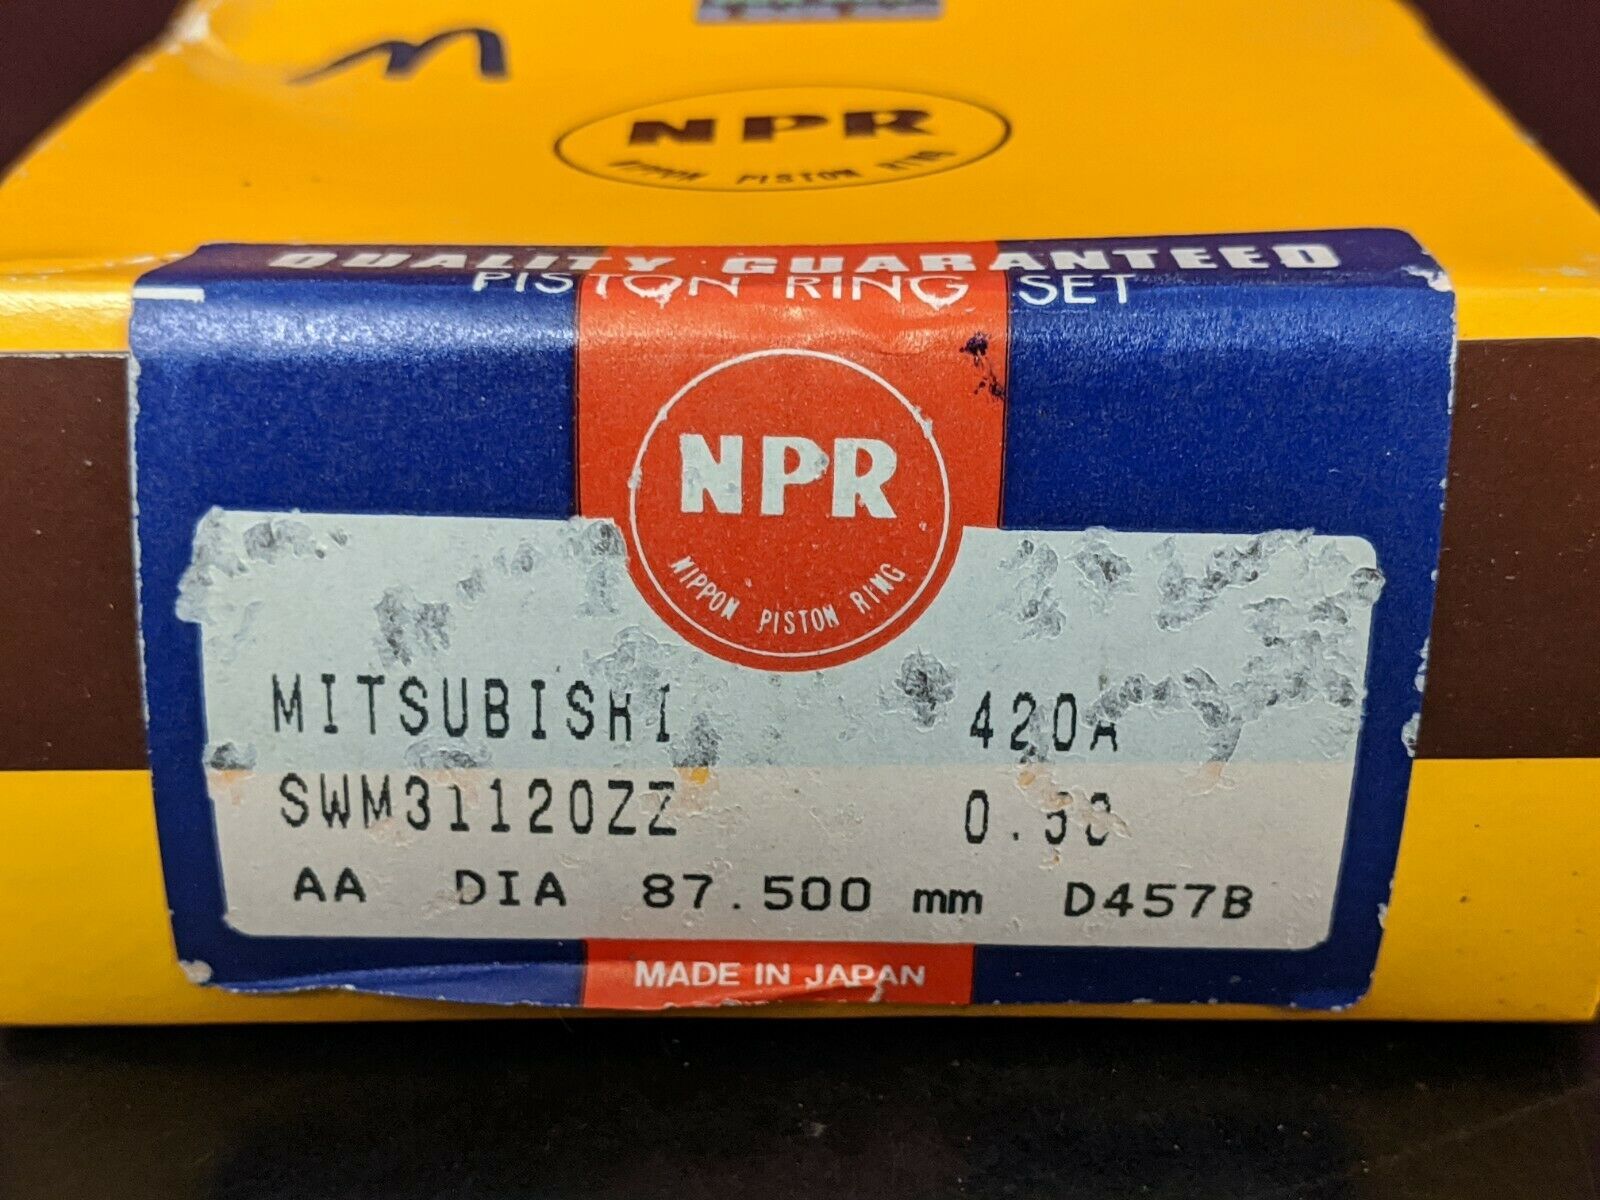 NPR
NIPPON PISTON RING
QUALITY GUARANTEED
PISTON RING SET
NPR
NIPPON PISTON RING
MITSUBISHI 420A
SWM31120ZZ
AA DIA 87.500 mm D457B
MADE IN JAPAN